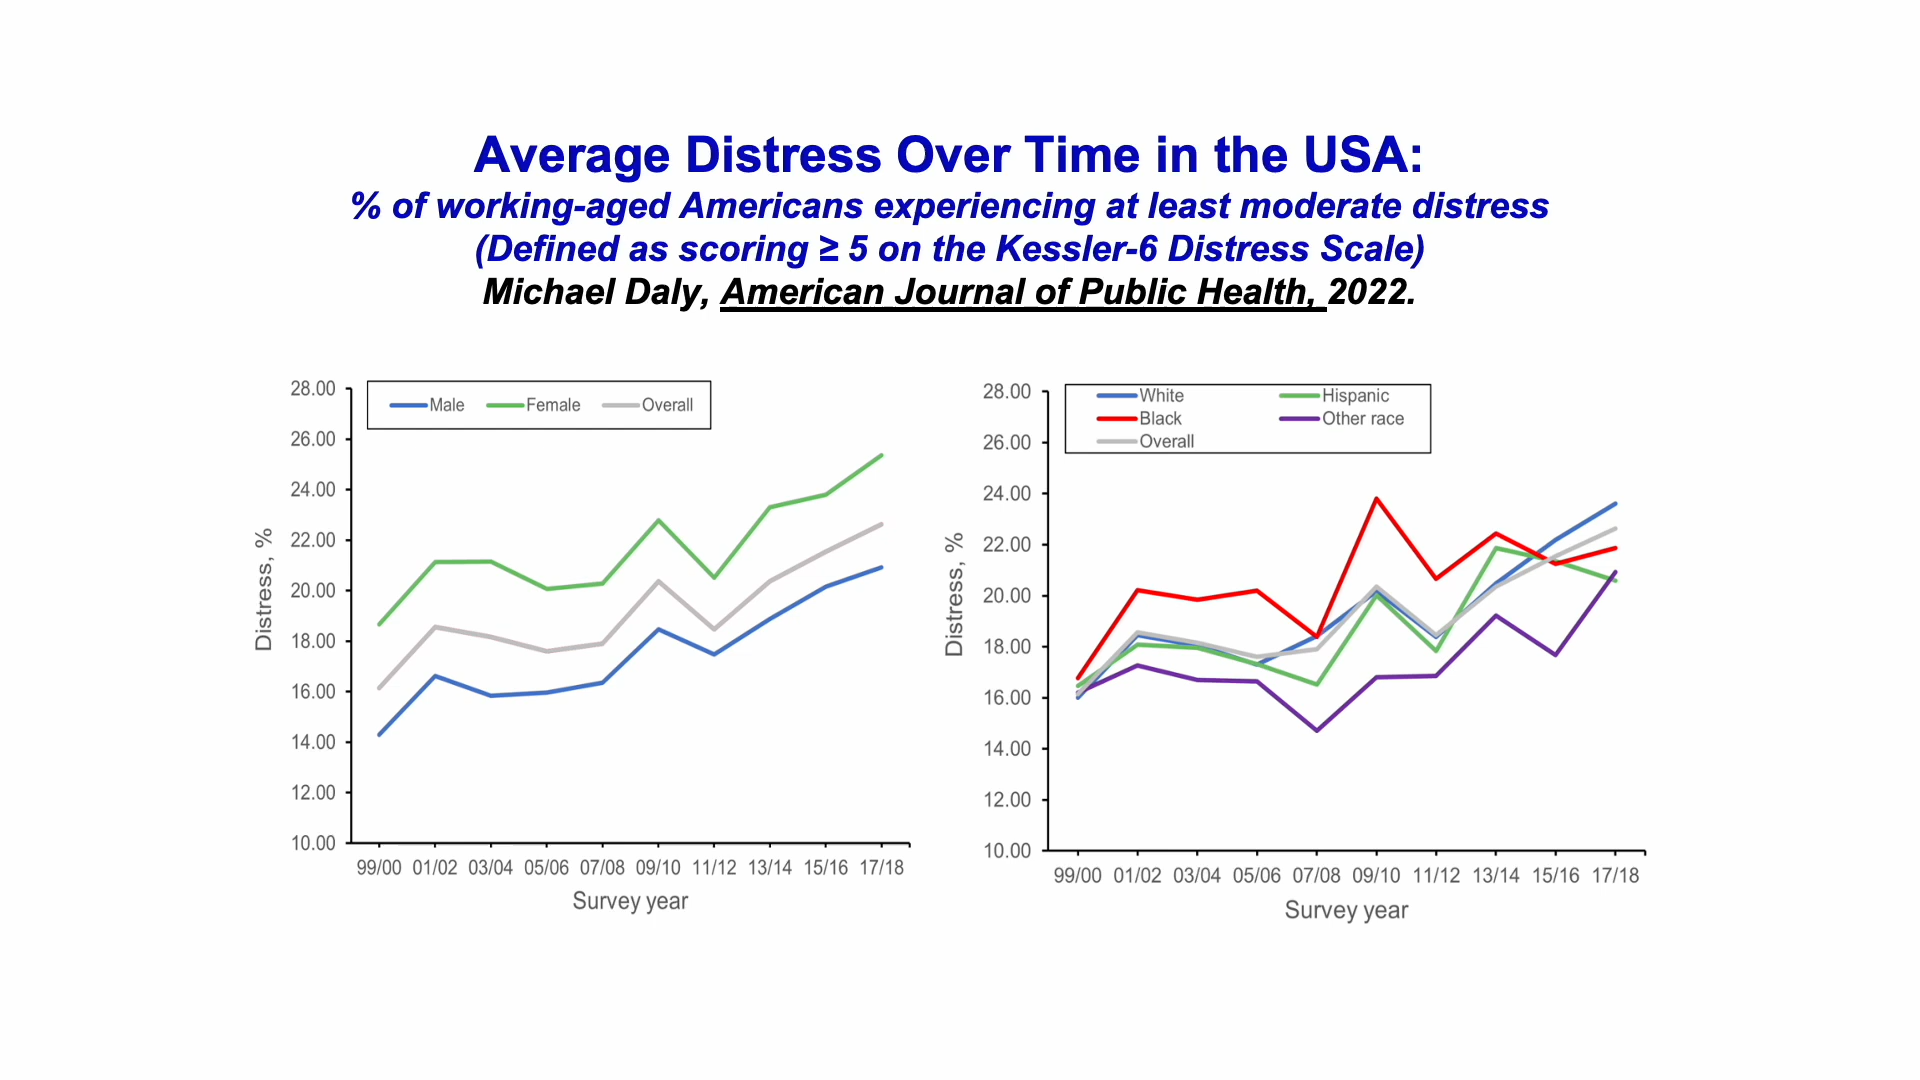 Average Distress Over Time in the USA:
% of working-aged Americans experiencing at least moderate distress
(Defined as scoring ≥ 5 on the Kessler-6 Distress Scale)
Michael Daly, American Journal of Public Health, 2022.
Male Female Overall
28.00
26.00
24.00
22.00
20.00
18.00
16.00
14.00
12.00
10.00
Distress, %
99/00 01/02 03/04 05/06 07/08 09/10 11/12 13/14 15/16 17/18
Survey year
White Hispanic
Black Other race
Overall
28.00
26.00
24.00
22.00
20.00
18.00
16.00
14.00
12.00
10.00
Distress, %
99/00 01/02 03/04 05/06 07/08 09/10 11/12 13/14 15/16 17/18
Survey year